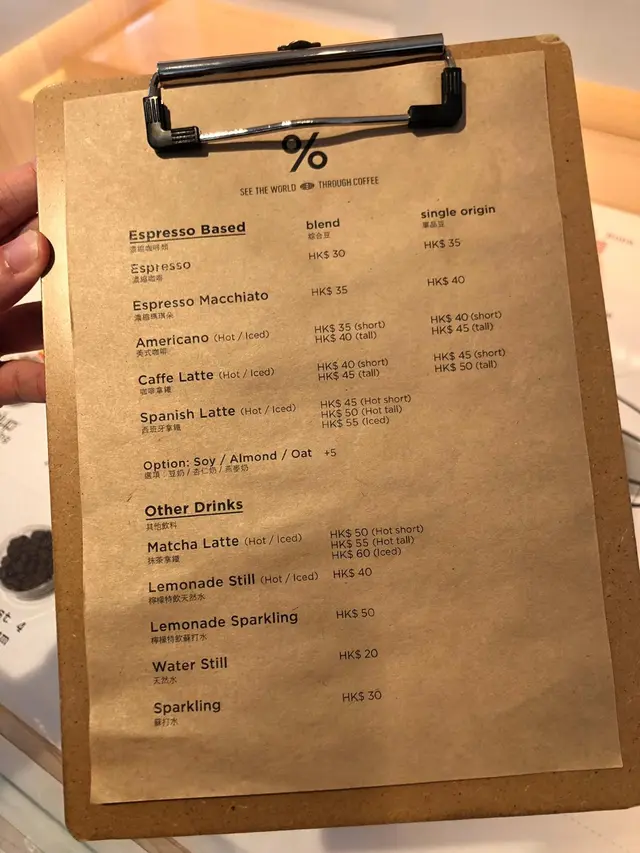 %
SEE THE WORLD THROUGH COFFEE
Espresso Based blend single origin
濃縮咖啡類 綜合豆 單品豆
Espresso HK$ 30 HK$ 35
濃縮咖啡
Espresso Macchiato HK$ 35 HK$ 40
濃縮瑪琪朵
Americano (Hot / Iced) HK$ 35 (short) HK$ 40 (short)
美式咖啡 HK$ 40 (tall) HK$ 45 (tall)
Caffe Latte (Hot / Iced) HK$ 40 (short) HK$ 45 (short)
咖啡拿鐵 HK$ 45 (tall) HK$ 50 (tall)
Spanish Latte (Hot / Iced) HK$ 45 (Hot short)
西班牙拿鐵 HK$ 50 (Hot tall)
HK$ 55 (Iced)
Option: Soy / Almond / Oat +5
選項：豆奶 / 杏仁奶 / 燕麥奶
Other Drinks
其他飲料
Matcha Latte (Hot / Iced) HK$ 50 (Hot short)
抹茶拿鐵 HK$ 55 (Hot tall)
HK$ 60 (Iced)
Lemonade Still (Hot / Iced) HK$ 40
檸檬特飲天然水
Lemonade Sparkling HK$ 50
檸檬特飲蘇打水
Water Still HK$ 20
天然水
Sparkling HK$ 30
蘇打水